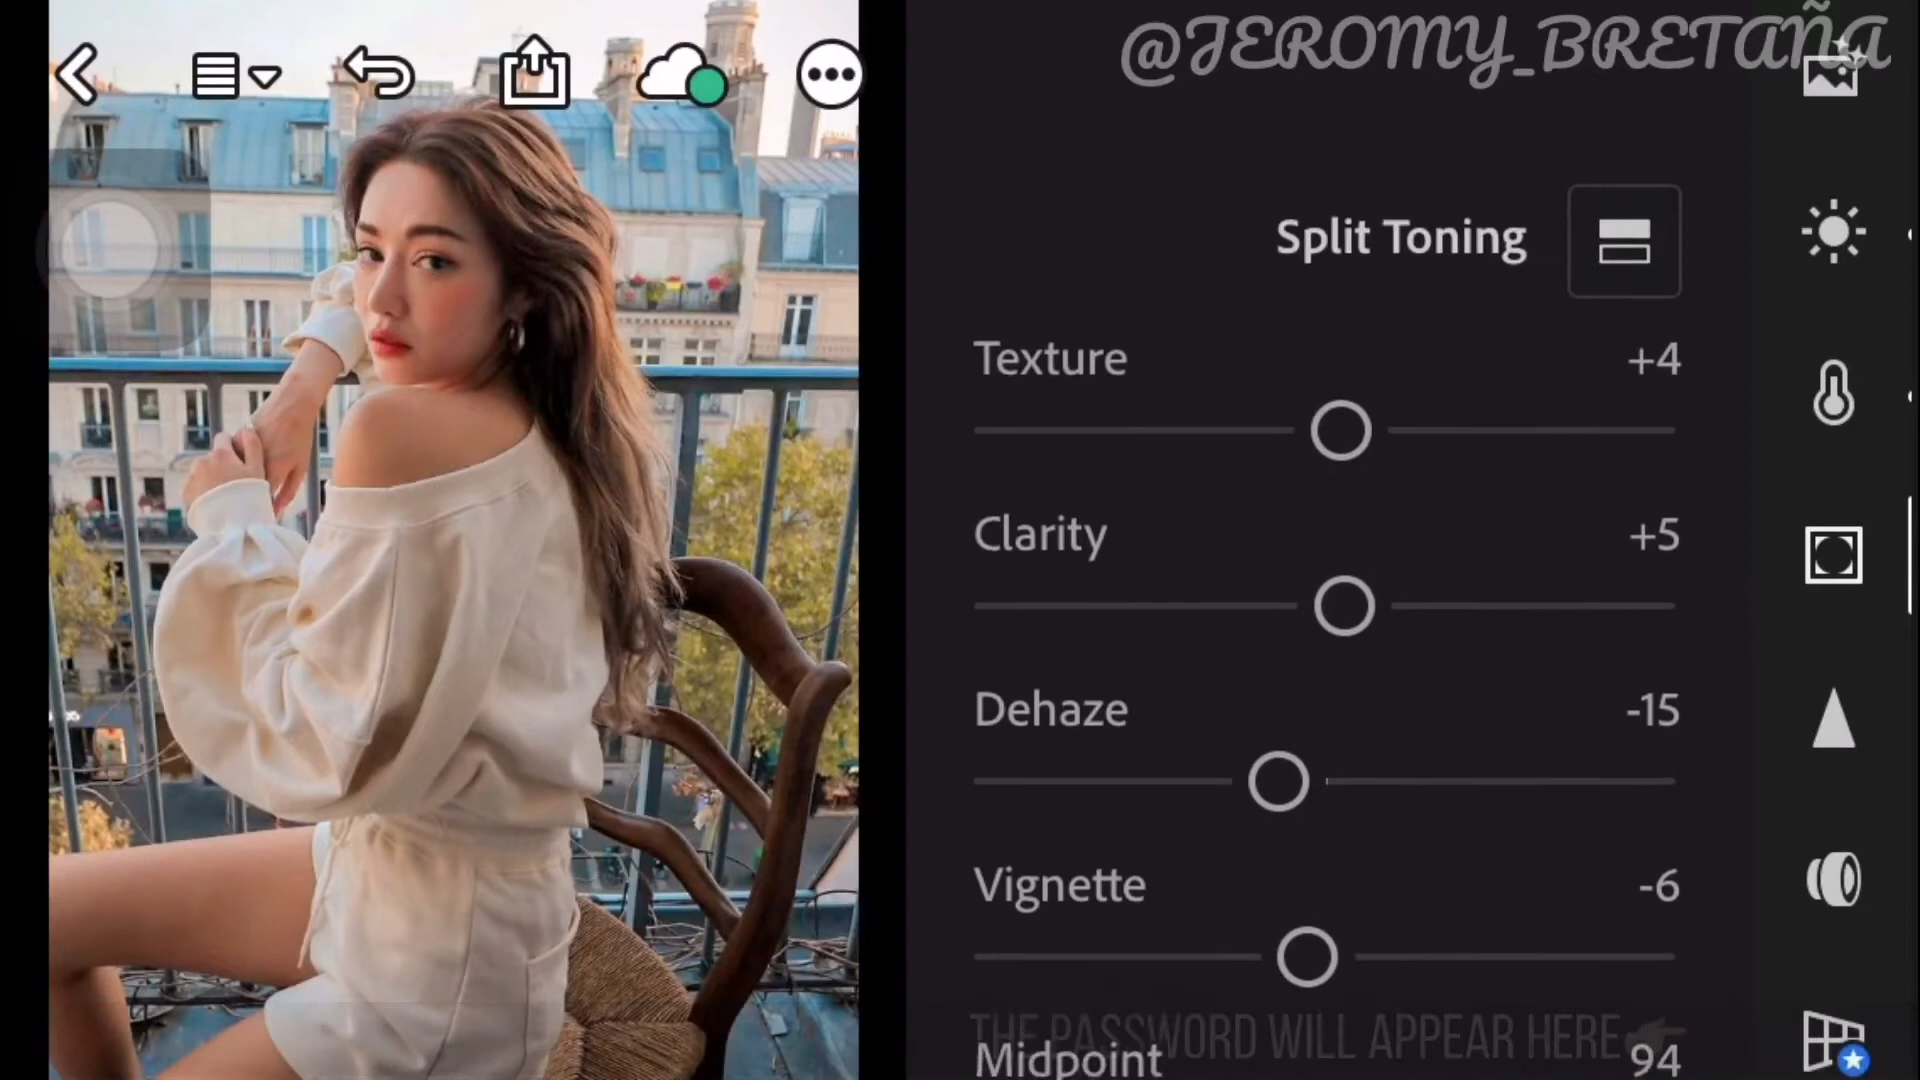 @JEROMY_BRETAÑA
Split Toning
Texture +4
Clarity +5
Dehaze -15
Vignette -6
THE PASSWORD WILL APPEAR HERE
Midpoint 94